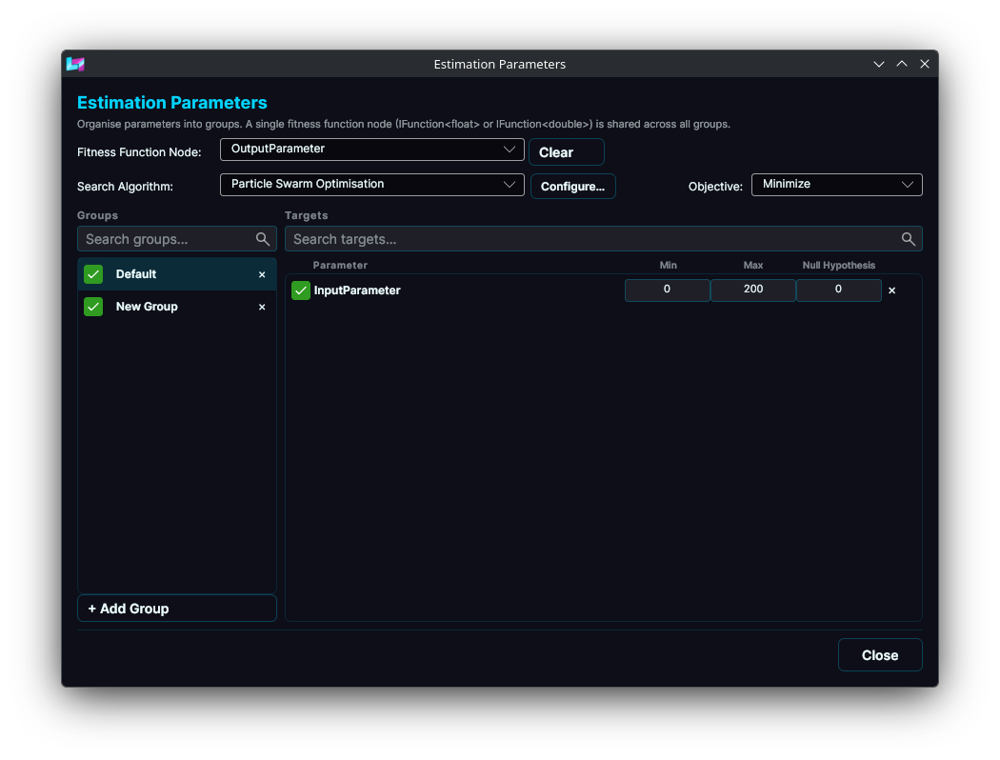 Estimation Parameters
Estimation Parameters
Organise parameters into groups. A single fitness function node (IFunction<float> or IFunction<double>) is shared across all groups.
Fitness Function Node: OutputParameter Clear
Search Algorithm: Particle Swarm Optimisation Configure... Objective: Minimize
Groups Targets
Search groups... Search targets...
Parameter Min Max Null Hypothesis
Default ×
InputParameter 0 200 0 ×
New Group ×
+ Add Group
Close